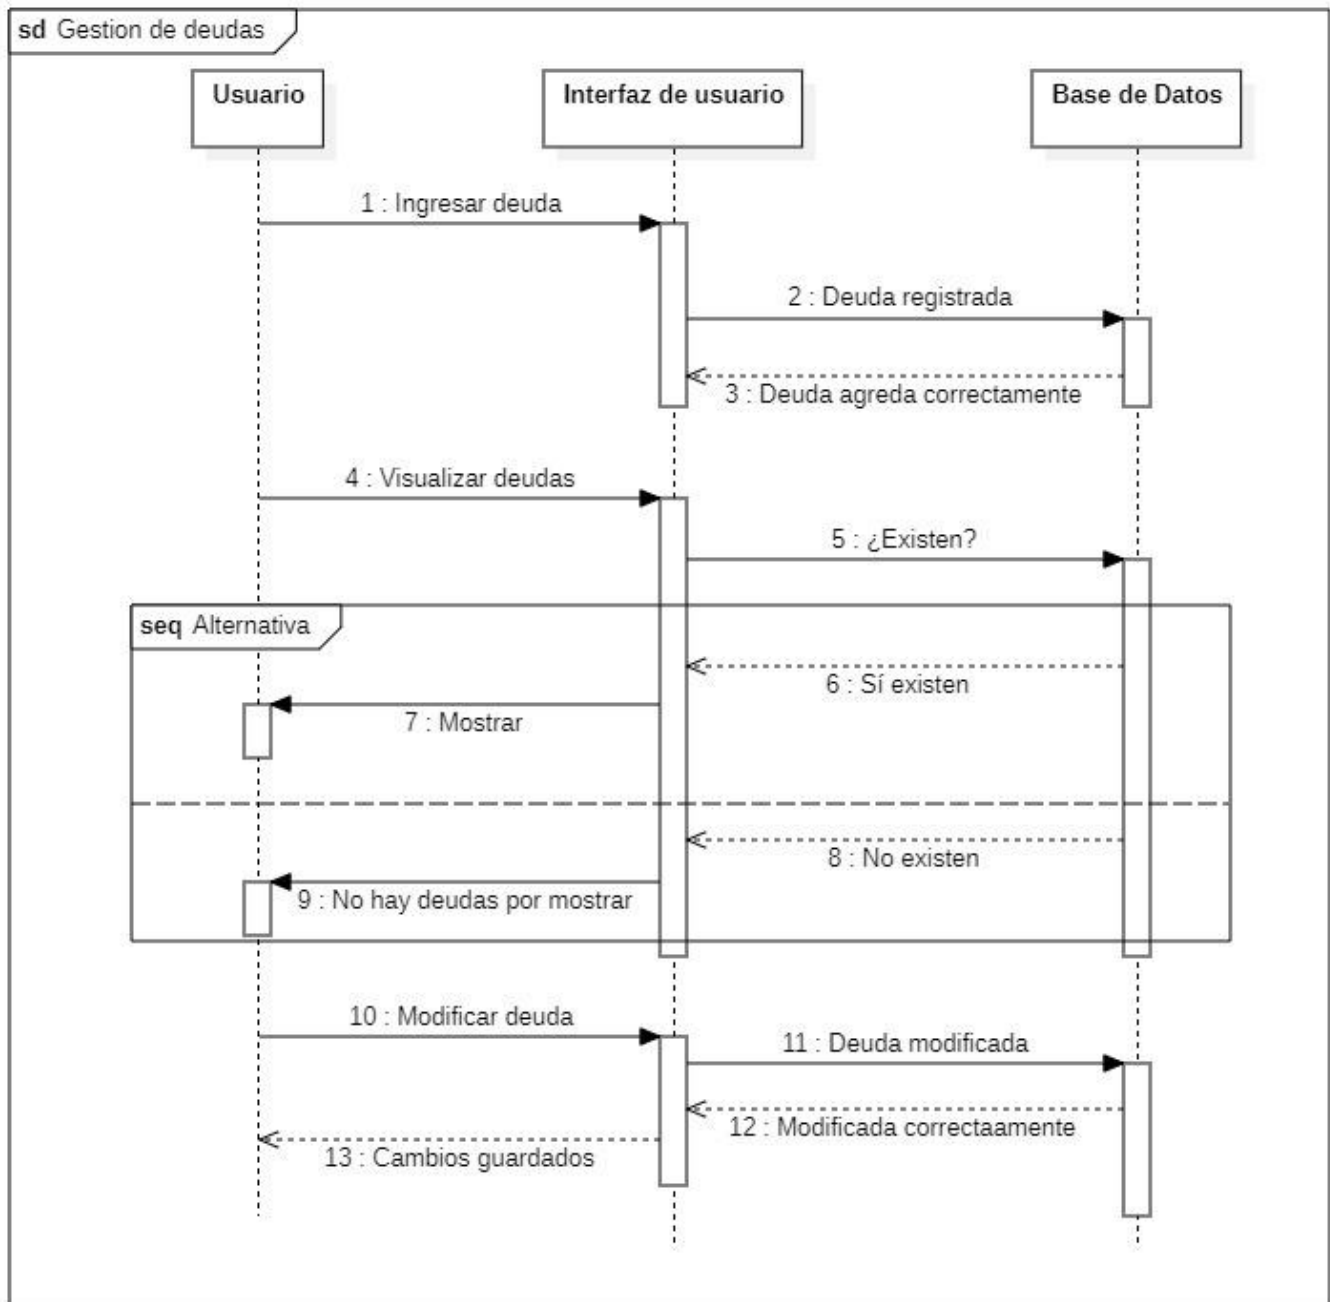 sd Gestion de deudas
Usuario
Interfaz de usuario
Base de Datos
1 : Ingresar deuda
2 : Deuda registrada
3 : Deuda agreda correctamente
4 : Visualizar deudas
5 : ¿Existen?
seq Alternativa
6 : Sí existen
7 : Mostrar
8 : No existen
9 : No hay deudas por mostrar
10 : Modificar deuda
11 : Deuda modificada
12 : Modificada correctaamente
13 : Cambios guardados